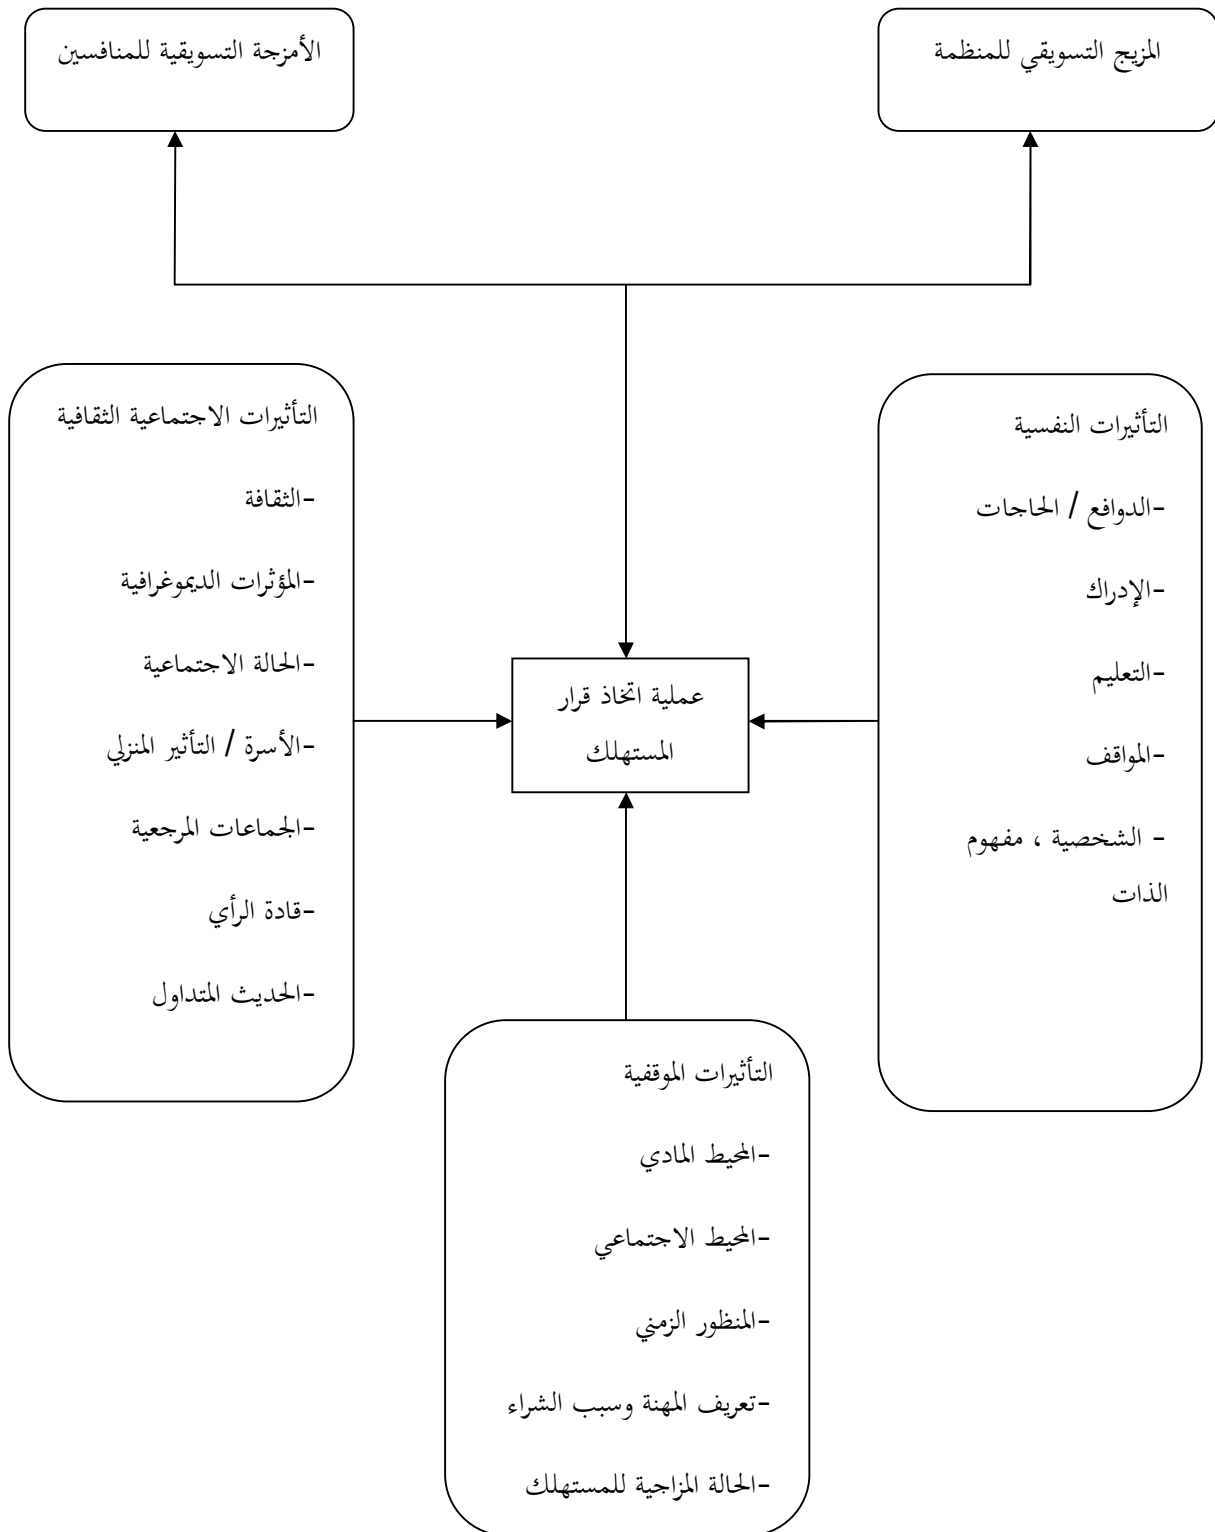 المزيج التسويقي للمنظمة
الأمزجة التسويقية للمنافسين
التأثيرات النفسية
-الدوافع / الحاجات
-الإدراك
-التعليم
-المواقف
- الشخصية ، مفهوم
الذات
عملية اتخاذ قرار
المستهلك
التأثيرات الاجتماعية الثقافية
-الثقافة
-المؤثرات الديموغرافية
-الحالة الاجتماعية
-الأسرة / التأثير المنزلي
-الجماعات المرجعية
-قادة الرأي
-الحديث المتداول
التأثيرات الموقفية
-المحيط المادي
-المحيط الاجتماعي
-المنظور الزمني
-تعريف المهنة وسبب الشراء
-الحالة المزاجية للمستهلك